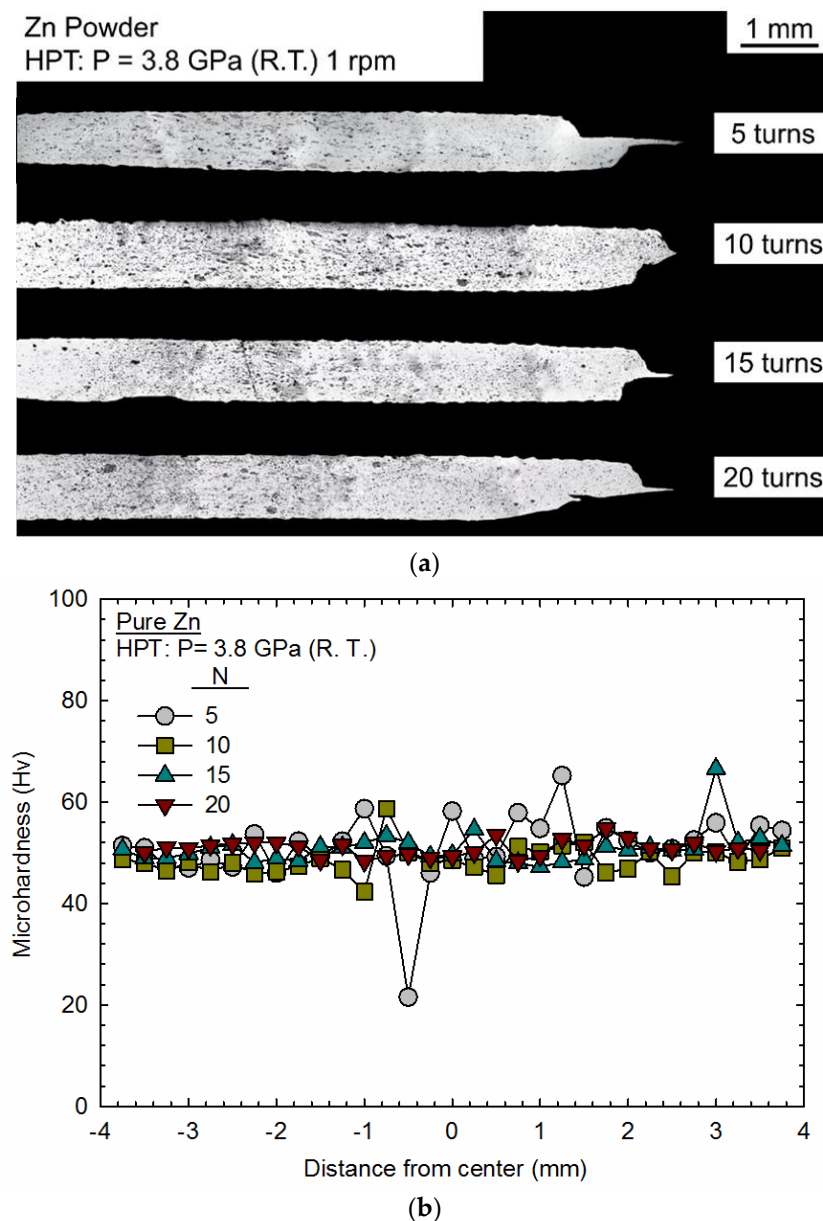 Zn Powder
HPT: P = 3.8 GPa (R.T.) 1 rpm
1 mm
5 turns
10 turns
15 turns
20 turns
(a)
100
80
60
40
20
0
Microhardness (Hv)
Pure Zn
HPT: P= 3.8 GPa (R. T.)
N
5
10
15
20
-4 -3 -2 -1 0 1 2 3 4
Distance from center (mm)
(b)